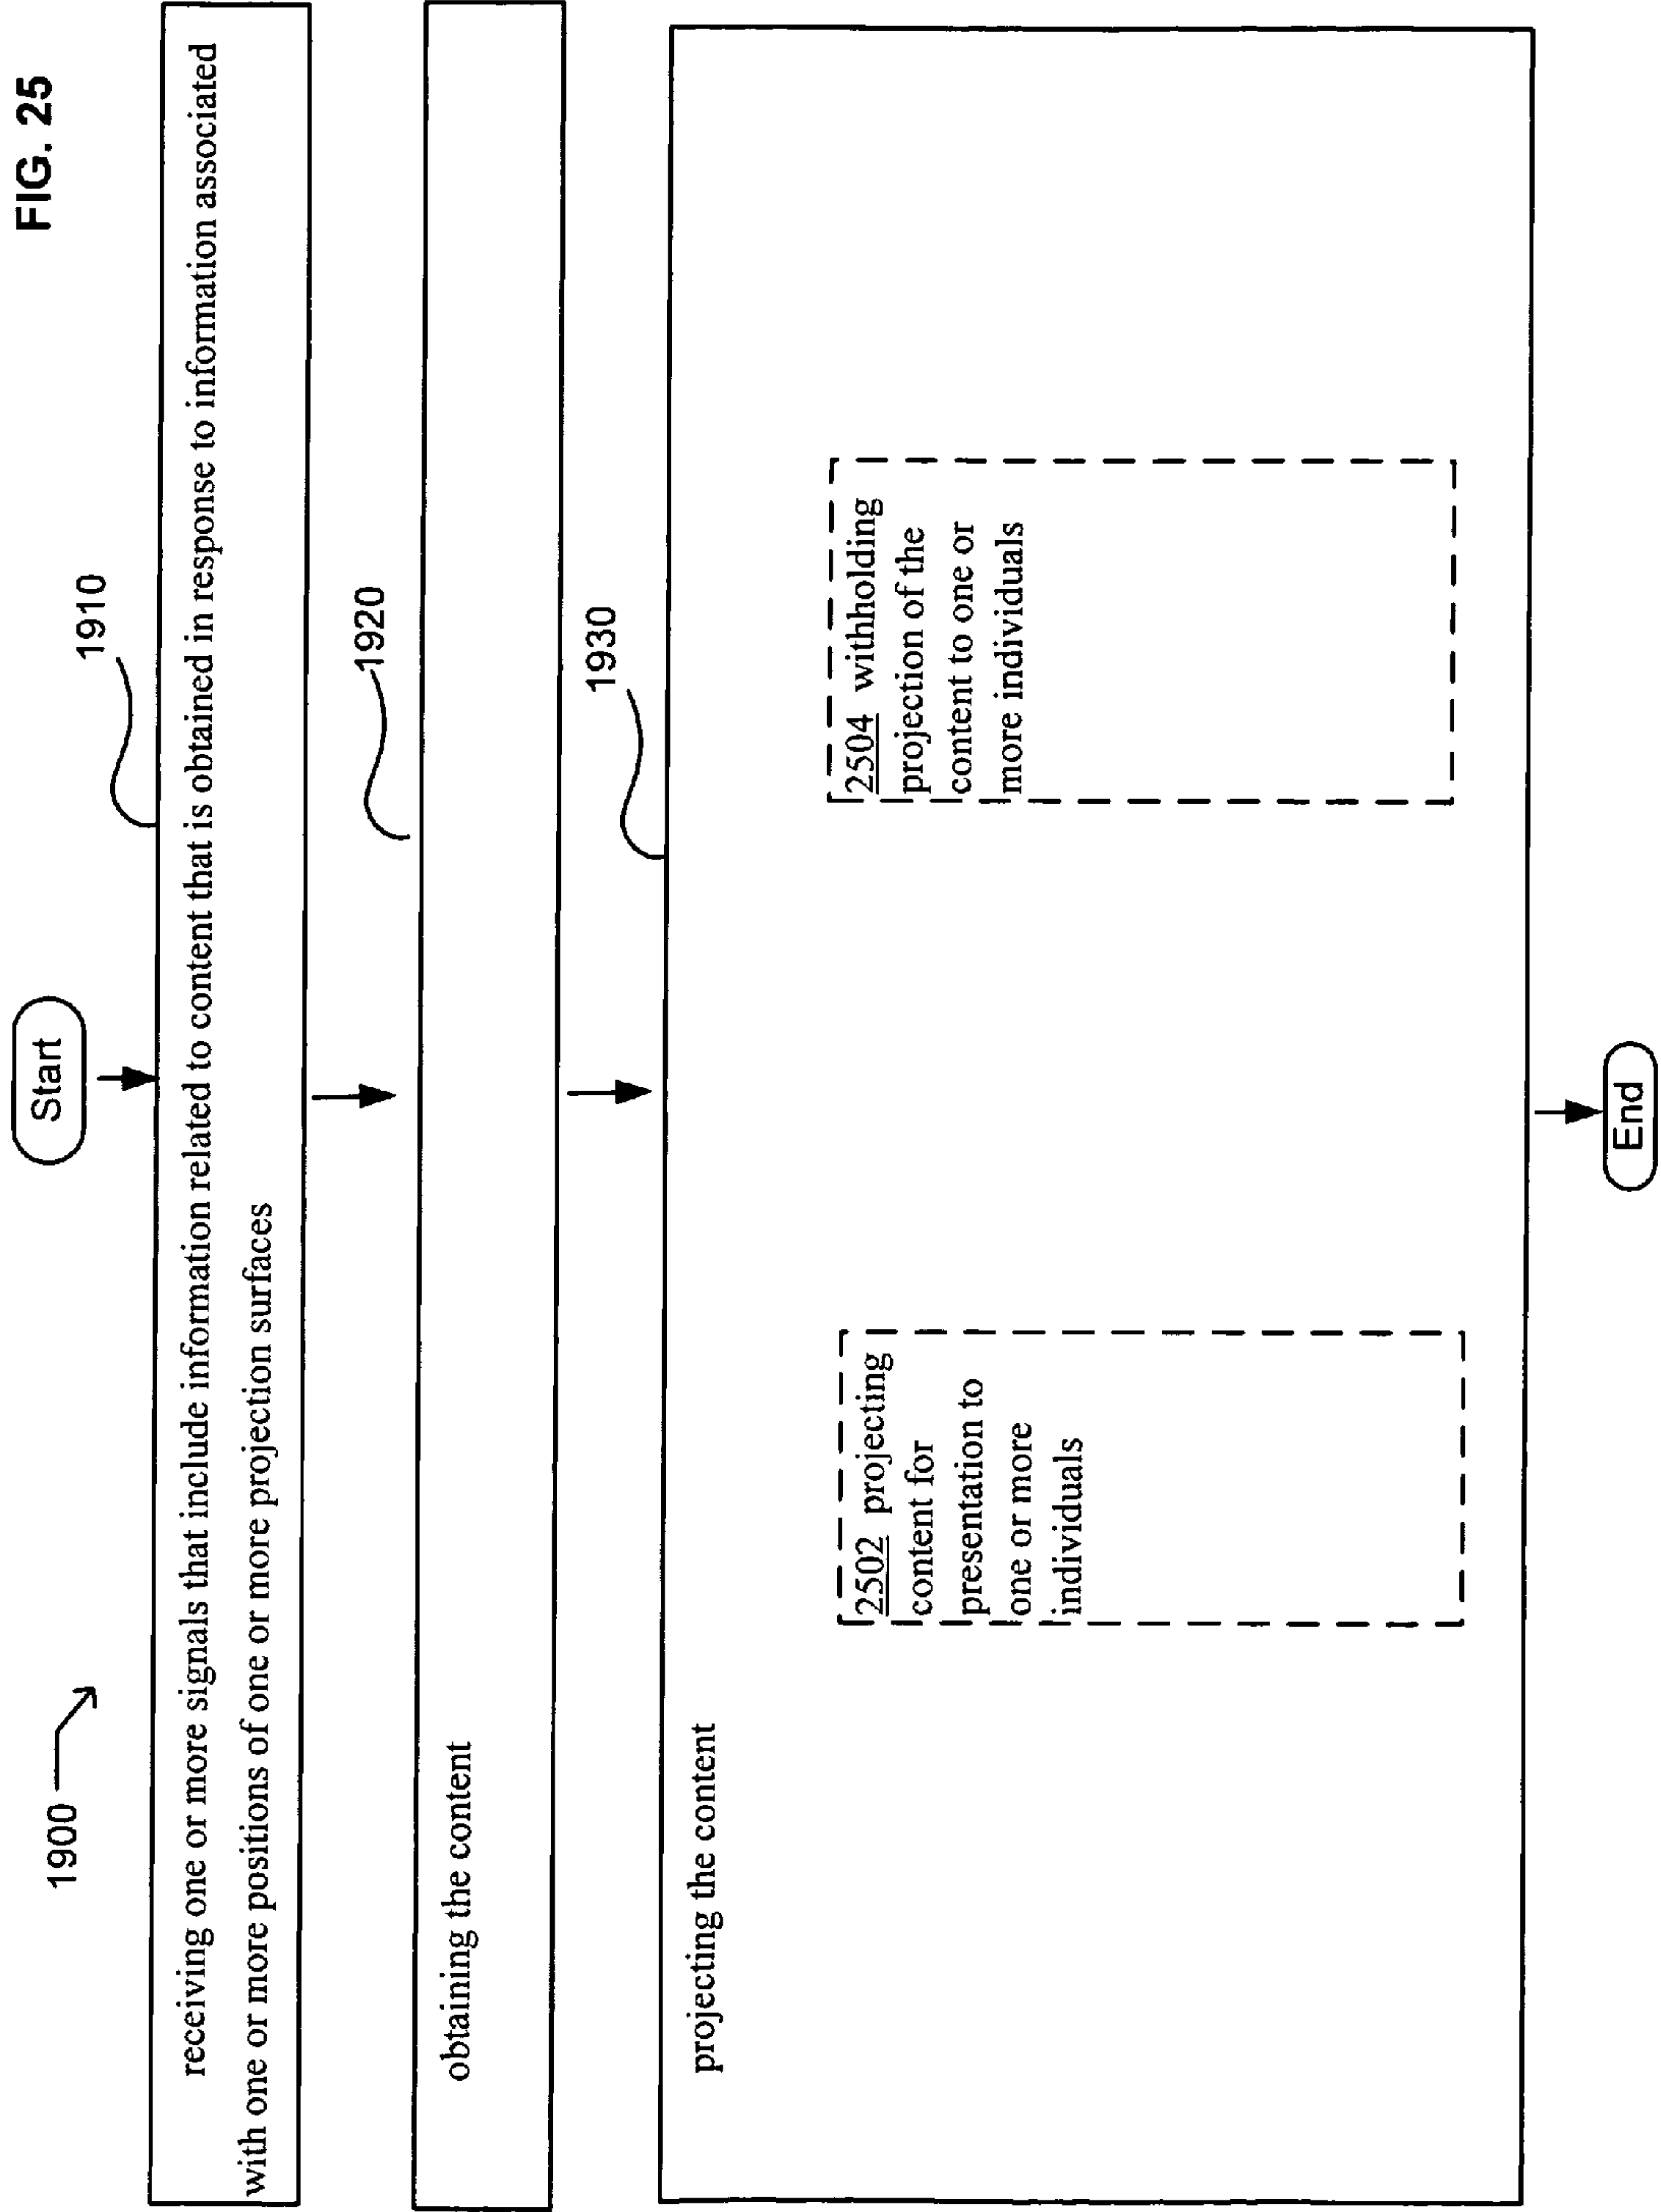 FIG. 25
1900
Start
1910
receiving one or more signals that include information related to content that is obtained in response to information associated
with one or more positions of one or more projection surfaces
1920
obtaining the content
1930
projecting the content
2502 projecting
content for
presentation to
one or more
individuals
2504 withholding
projection of the
content to one or
more individuals
End